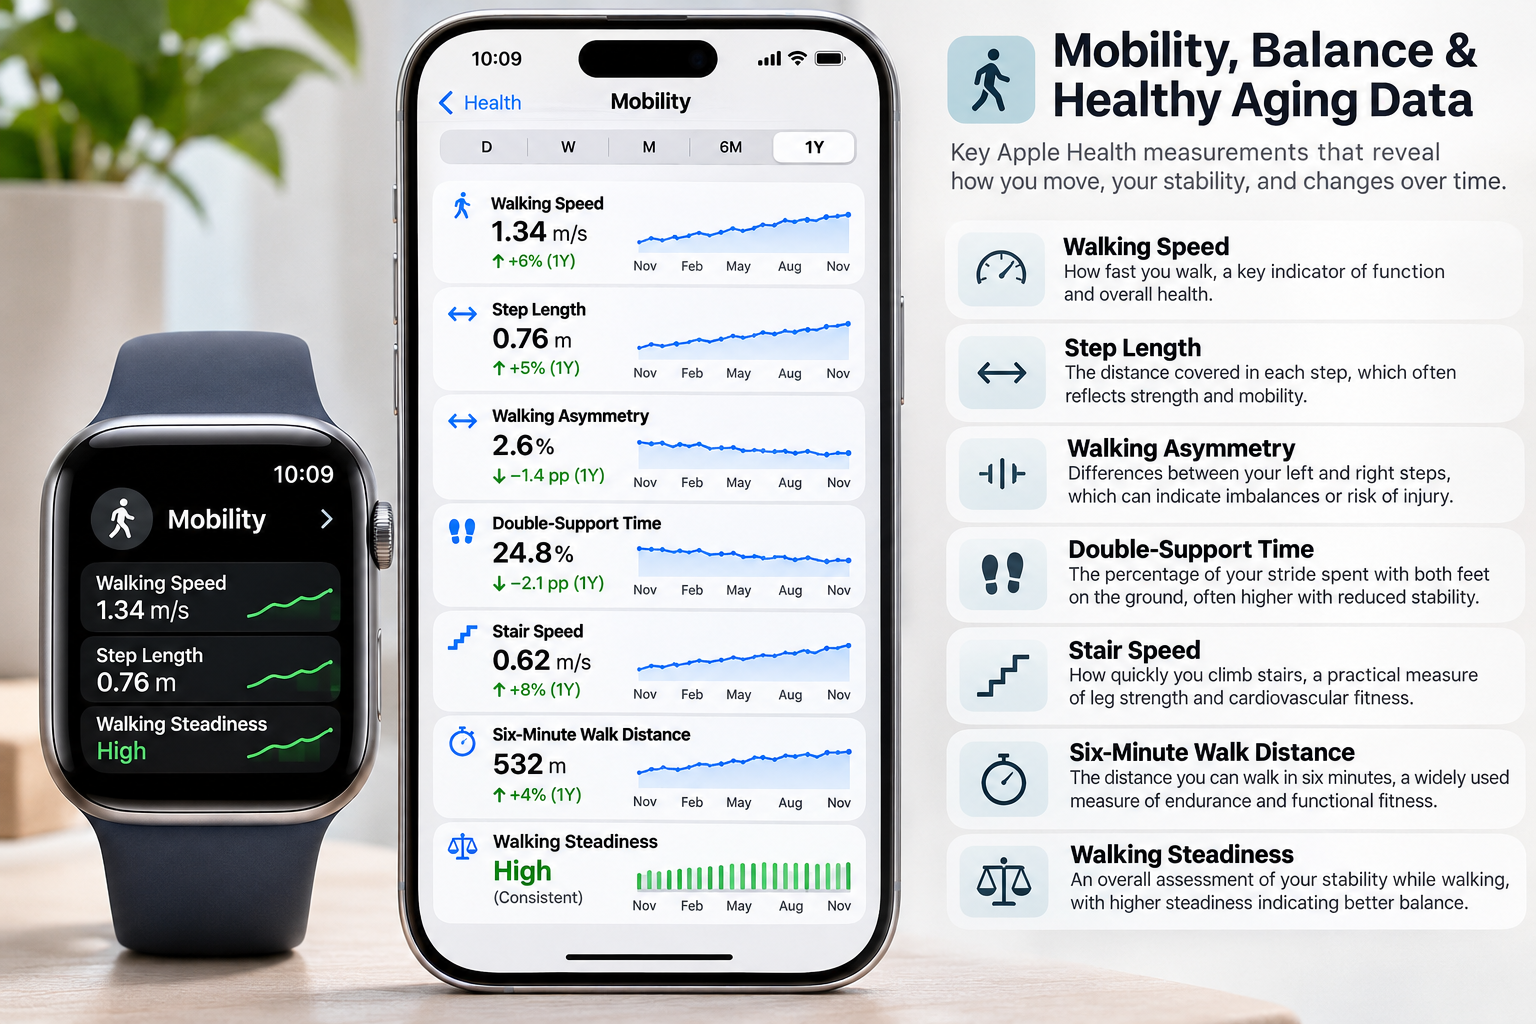 10:09
Mobility
Walking Speed
1.34 m/s
Step Length
0.76 m
Walking Steadiness
High
10:09
Health
Mobility
D W M 6M 1Y
Walking Speed
1.34 m/s
↑ +6% (1Y)
Nov Feb May Aug Nov
Step Length
0.76 m
↑ +5% (1Y)
Nov Feb May Aug Nov
Walking Asymmetry
2.6%
↓ −1.4 pp (1Y)
Nov Feb May Aug Nov
Double-Support Time
24.8%
↓ −2.1 pp (1Y)
Nov Feb May Aug Nov
Stair Speed
0.62 m/s
↑ +8% (1Y)
Nov Feb May Aug Nov
Six-Minute Walk Distance
532 m
↑ +4% (1Y)
Nov Feb May Aug Nov
Walking Steadiness
High
(Consistent)
Nov Feb May Aug Nov
Mobility, Balance &
Healthy Aging Data
Key Apple Health measurements that reveal
how you move, your stability, and changes over time.
Walking Speed
How fast you walk, a key indicator of function
and overall health.
Step Length
The distance covered in each step, which often
reflects strength and mobility.
Walking Asymmetry
Differences between your left and right steps,
which can indicate imbalances or risk of injury.
Double-Support Time
The percentage of your stride spent with both feet
on the ground, often higher with reduced stability.
Stair Speed
How quickly you climb stairs, a practical measure
of leg strength and cardiovascular fitness.
Six-Minute Walk Distance
The distance you can walk in six minutes, a widely used
measure of endurance and functional fitness.
Walking Steadiness
An overall assessment of your stability while walking,
with higher steadiness indicating better balance.